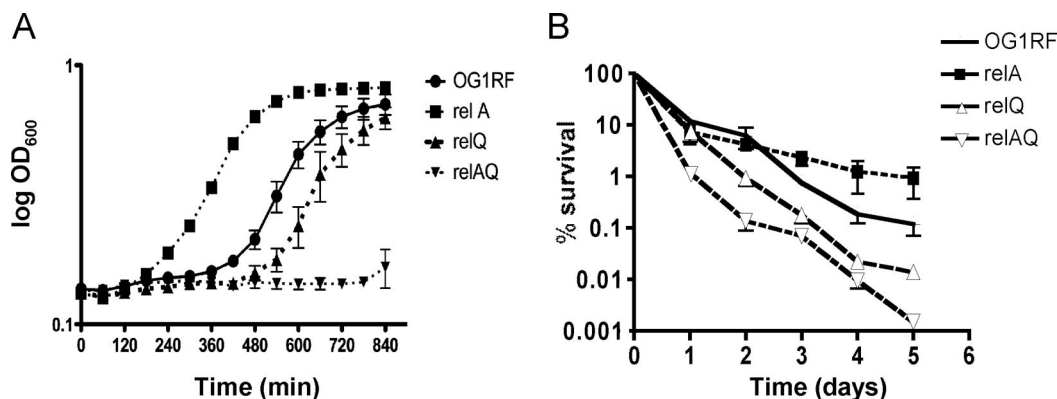 A
1
0.1
log OD600
0 120 240 360 480 600 720 840
Time (min)
OG1RF
rel A
relQ
relAQ
B
100
10
1
0.1
0.01
0.001
% survival
0 1 2 3 4 5 6
Time (days)
OG1RF
relA
relQ
relAQ